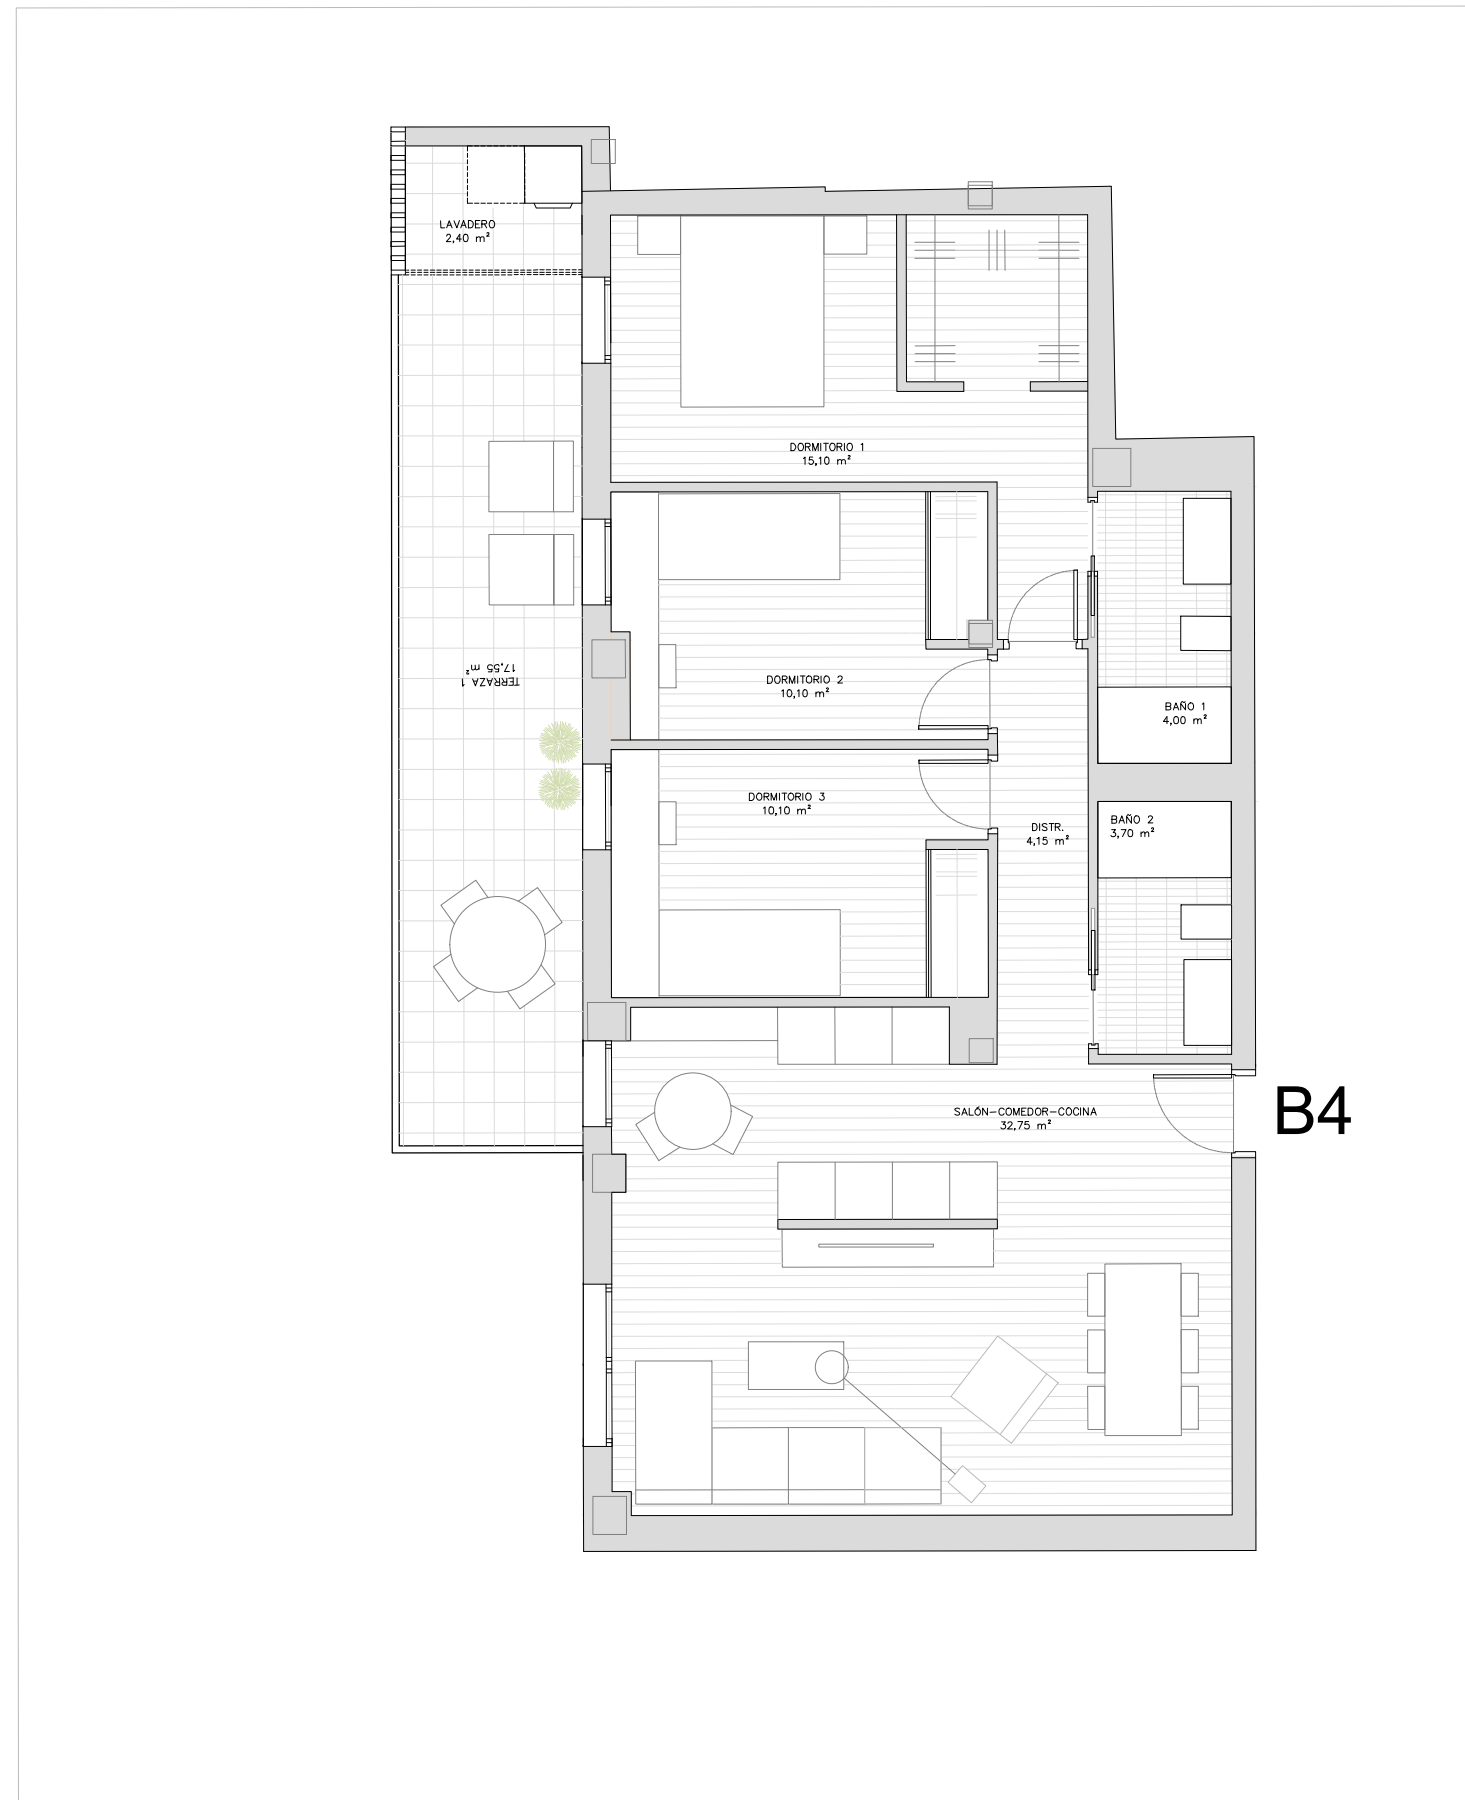 LAVADERO
2,40 m²
DORMITORIO 1
15,10 m²
TERRAZA 1
17,55 m²
DORMITORIO 2
10,10 m²
BAÑO 1
4,00 m²
DORMITORIO 3
10,10 m²
DISTR.
4,15 m²
BAÑO 2
3,70 m²
SALÓN-COMEDOR-COCINA
32,75 m²
B4